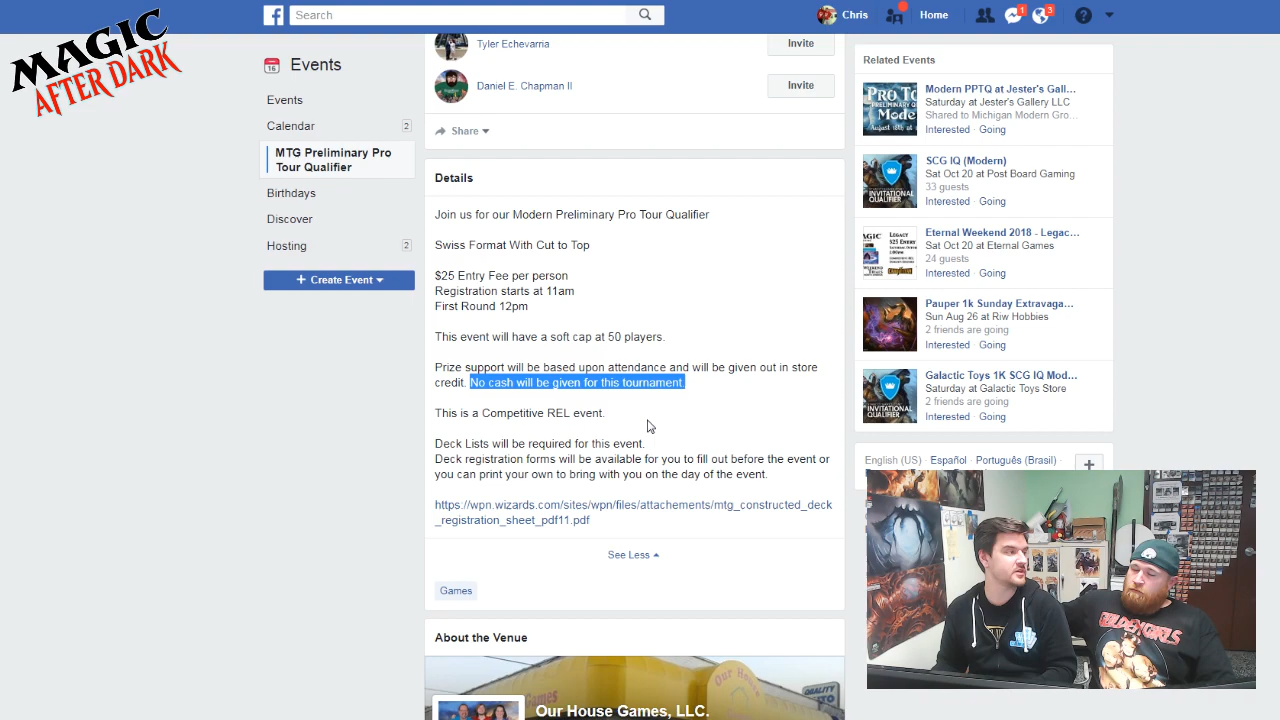 MAGIC
AFTER DARK
Search
Chris
Home
1
3
16
Events
Events
Calendar
2
MTG Preliminary Pro
Tour Qualifier
Birthdays
Discover
Hosting
2
+ Create Event
Tyler Echevarria
Invite
Daniel E. Chapman II
Invite
Share
Details
Join us for our Modern Preliminary Pro Tour Qualifier
Swiss Format With Cut to Top
$25 Entry Fee per person
Registration starts at 11am
First Round 12pm
This event will have a soft cap at 50 players.
Prize support will be based upon attendance and will be given out in store
credit. No cash will be given for this tournament.
This is a Competitive REL event.
Deck Lists will be required for this event.
Deck registration forms will be available for you to fill out before the event or
you can print your own to bring with you on the day of the event.
https://wpn.wizards.com/sites/wpn/files/attachements/mtg_constructed_deck
_registration_sheet_pdf11.pdf
See Less
Games
About the Venue
Our House Games, LLC.
Related Events
Modern PPTQ at Jester's Gall...
Saturday at Jester's Gallery LLC
Shared to Michigan Modern Gro...
Interested · Going
SCG IQ (Modern)
Sat Oct 20 at Post Board Gaming
33 guests
Interested · Going
Eternal Weekend 2018 - Legac...
Sat Oct 20 at Eternal Games
24 guests
Interested · Going
Pauper 1k Sunday Extravaga...
Sun Aug 26 at Riw Hobbies
2 friends are going
Interested · Going
Galactic Toys 1K SCG IQ Mod...
Saturday at Galactic Toys Store
2 friends are going
Interested · Going
English (US) · Español · Português (Brasil) ·
GOLDEN GIRLS